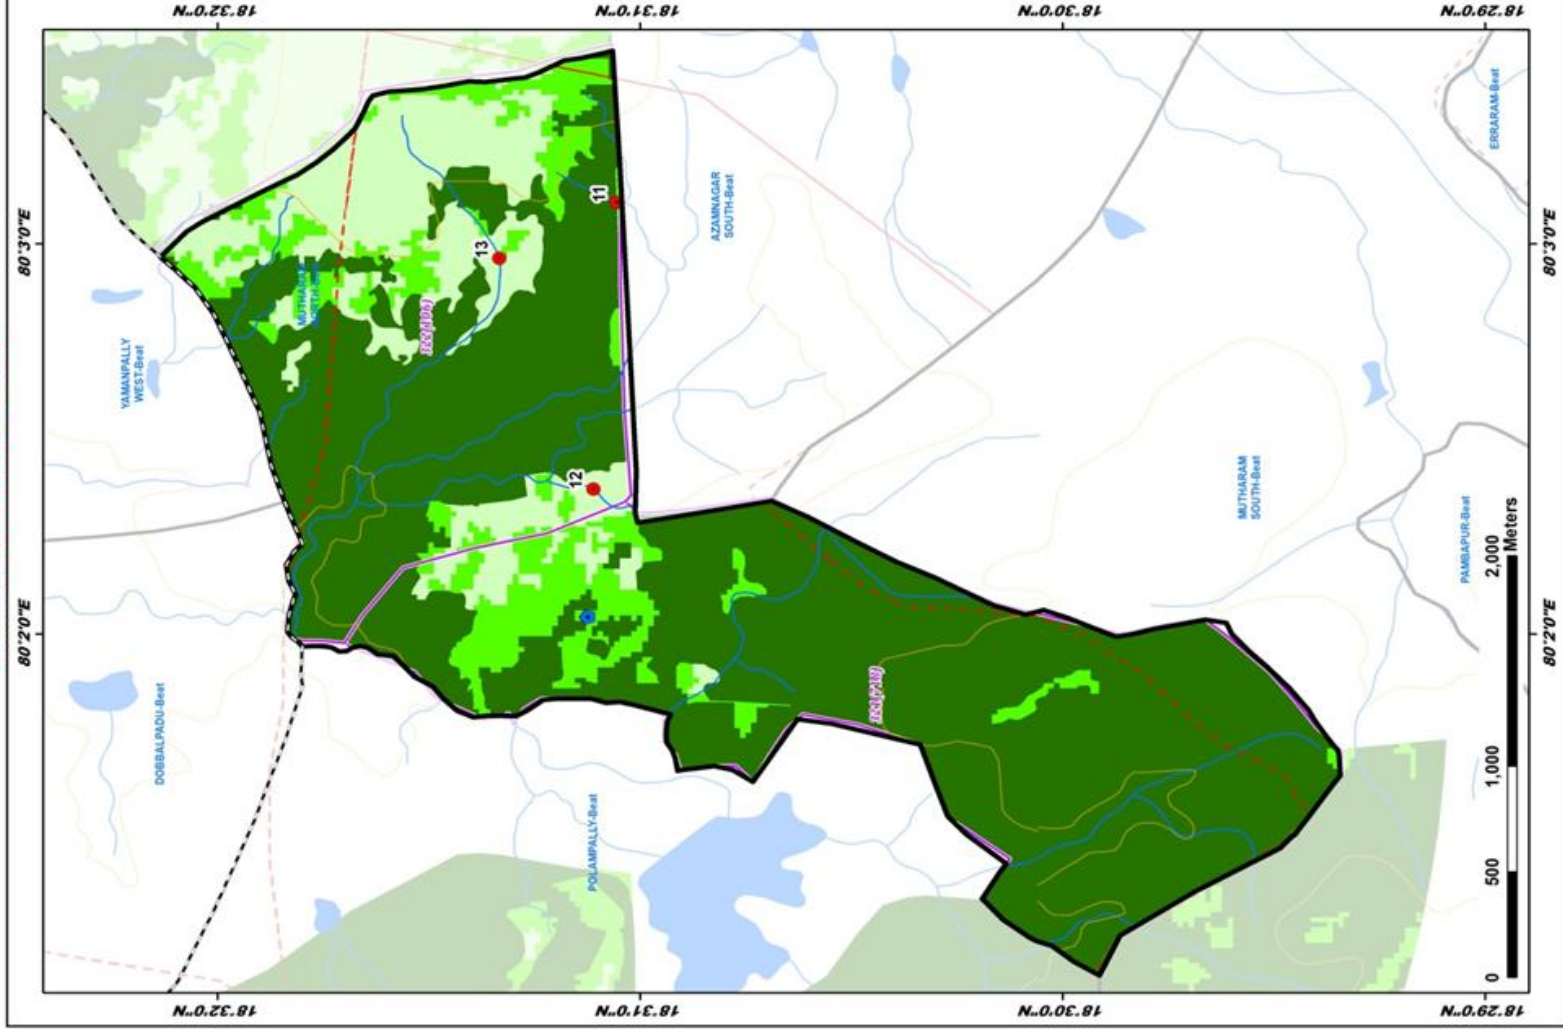 18°32'0"N
18°31'0"N
18°30'0"N
18°29'0"N
80°3'0"E
80°3'0"E
80°2'0"E
80°2'0"E
YAMANPALLY
WEST-Beat
MUTHARAM
AZAMNAGAR
SOUTH-Beat
ERRARAM-Beat
11
13
12
DOBBALPADU-Beat
POLAMPALLY-Beat
MUTHARAM
SOUTH-Beat
PAMBAPUR-Beat
0
500
1,000
2,000
Meters
18°32'0"N
18°31'0"N
18°30'0"N
18°29'0"N